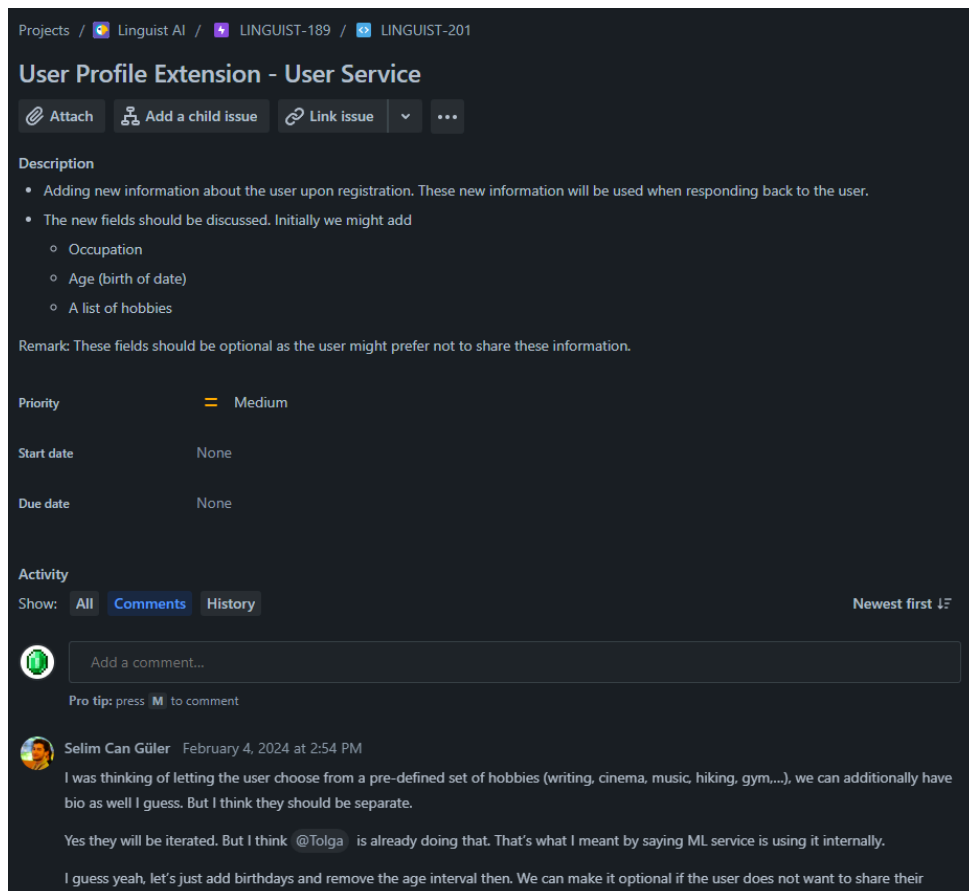 Projects / Linguist AI / LINGUIST-189 / LINGUIST-201
User Profile Extension - User Service
Attach Add a child issue Link issue
Description
• Adding new information about the user upon registration. These new information will be used when responding back to the user.
• The new fields should be discussed. Initially we might add
◦ Occupation
◦ Age (birth of date)
◦ A list of hobbies
Remark: These fields should be optional as the user might prefer not to share these information.
Priority Medium
Start date None
Due date None
Activity
Show: All Comments History Newest first
Add a comment...
Pro tip: press M to comment
Selim Can Güler February 4, 2024 at 2:54 PM
I was thinking of letting the user choose from a pre-defined set of hobbies (writing, cinema, music, hiking, gym,...), we can additionally have
bio as well I guess. But I think they should be separate.
Yes they will be iterated. But I think @Tolga is already doing that. That's what I meant by saying ML service is using it internally.
I guess yeah, let's just add birthdays and remove the age interval then. We can make it optional if the user does not want to share their